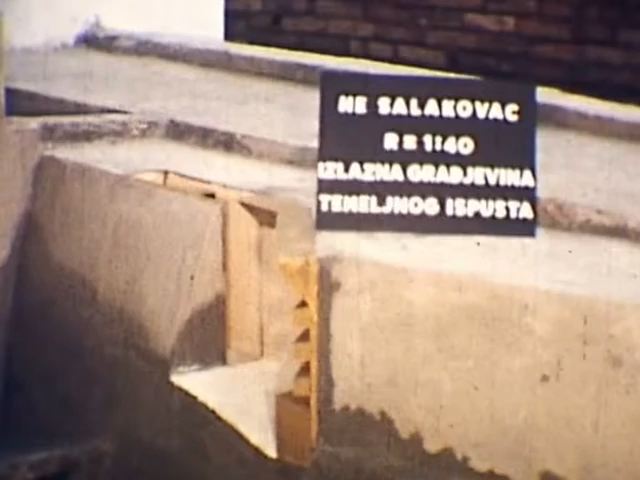 HE SALAKOVAC
R = 1:40
IZLAZNA GRADJEVINA
TEMELJNOG ISPUSTA